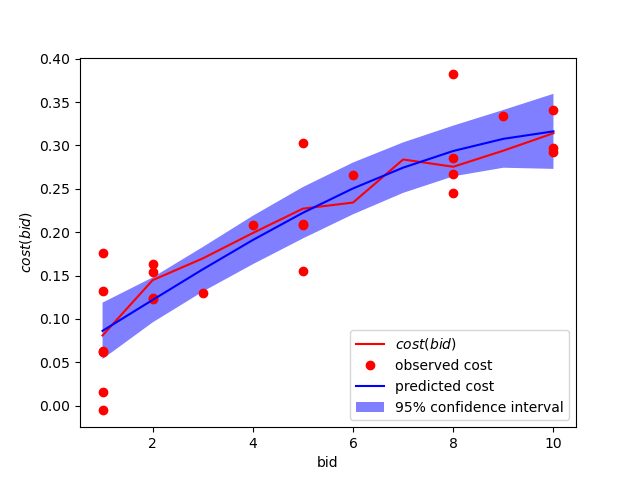 0.40
0.35
0.30
0.25
0.20
0.15
0.10
0.05
0.00
cost(bid)
2
4
6
8
10
bid
cost(bid)
observed cost
predicted cost
95% confidence interval